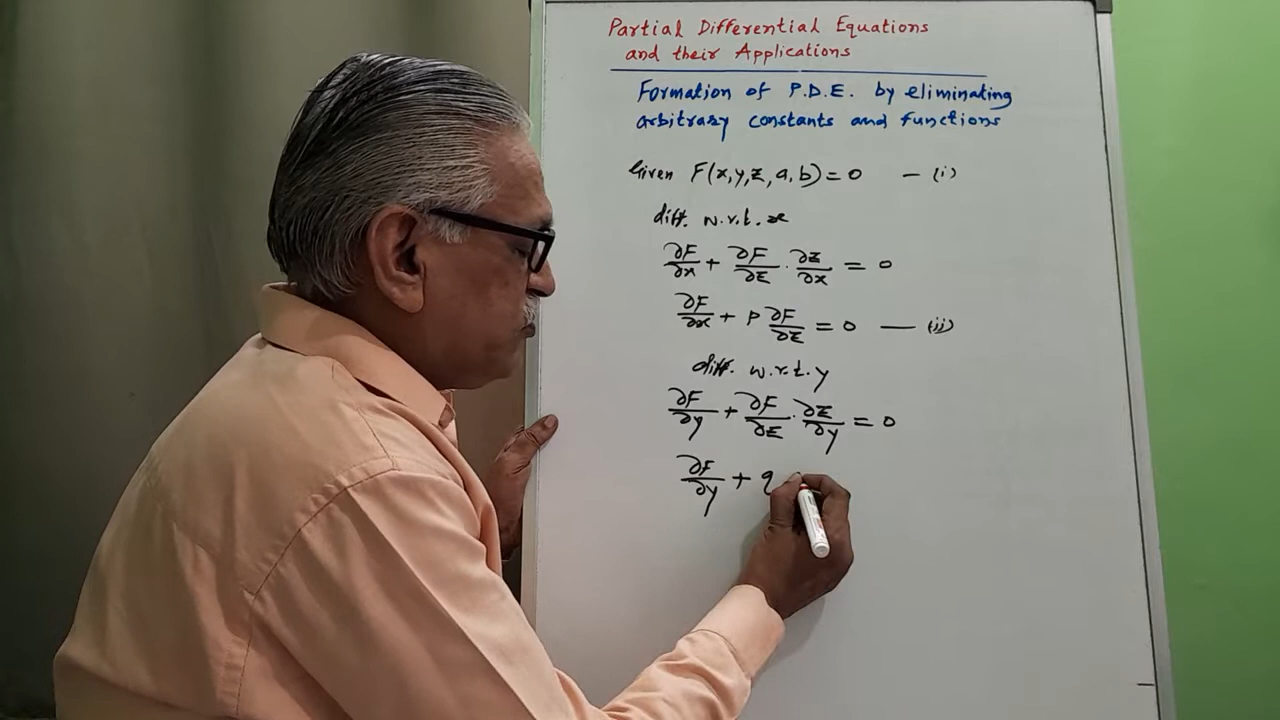 Partial Differential Equations
and their Applications
Formation of P.D.E. by eliminating
arbitrary constants and functions
Given F(x,y,z,a,b)=0 — (i)
diff. w.r.t. x
∂F/∂x + ∂F/∂z · ∂z/∂x = 0
∂F/∂x + p ∂F/∂z = 0 — (ii)
diff. w.r.t. y
∂F/∂y + ∂F/∂z · ∂z/∂y = 0
∂F/∂y + q